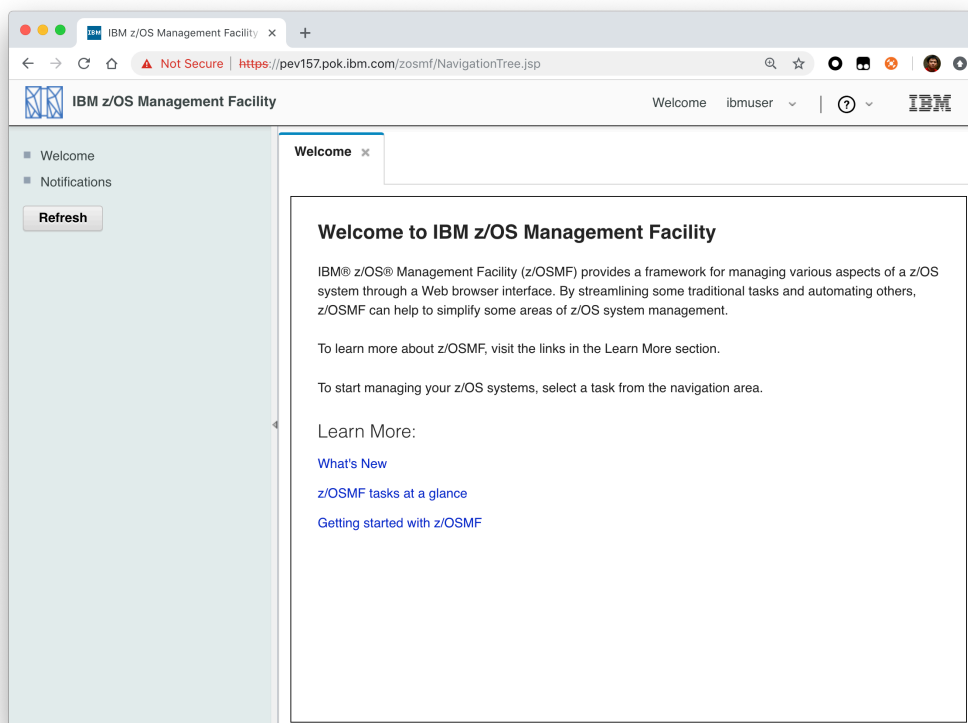 IBM IBM z/OS Management Facility
Not Secure | https://pev157.pok.ibm.com/zosmf/NavigationTree.jsp
IBM z/OS Management Facility
Welcome ibmuser
?
IBM
Welcome
Notifications
Refresh
Welcome
Welcome to IBM z/OS Management Facility
IBM® z/OS® Management Facility (z/OSMF) provides a framework for managing various aspects of a z/OS
system through a Web browser interface. By streamlining some traditional tasks and automating others,
z/OSMF can help to simplify some areas of z/OS system management.
To learn more about z/OSMF, visit the links in the Learn More section.
To start managing your z/OS systems, select a task from the navigation area.
Learn More:
What's New
z/OSMF tasks at a glance
Getting started with z/OSMF